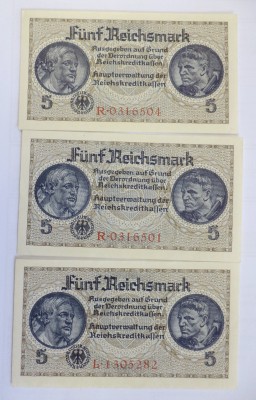 Fünf Reichsmark
Ausgegeben auf Grund
der Verordnung über
Reichskreditkassen
Hauptverwaltung der
Reichskreditkassen
5 5
R·0316504
Fünf Reichsmark
Ausgegeben auf Grund
der Verordnung über
Reichskreditkassen
Hauptverwaltung der
Reichskreditkassen
5 5
R·0316501
Fünf Reichsmark
Ausgegeben auf Grund
der Verordnung über
Reichskreditkassen
Hauptverwaltung der
Reichskreditkassen
5 5
L·1305282